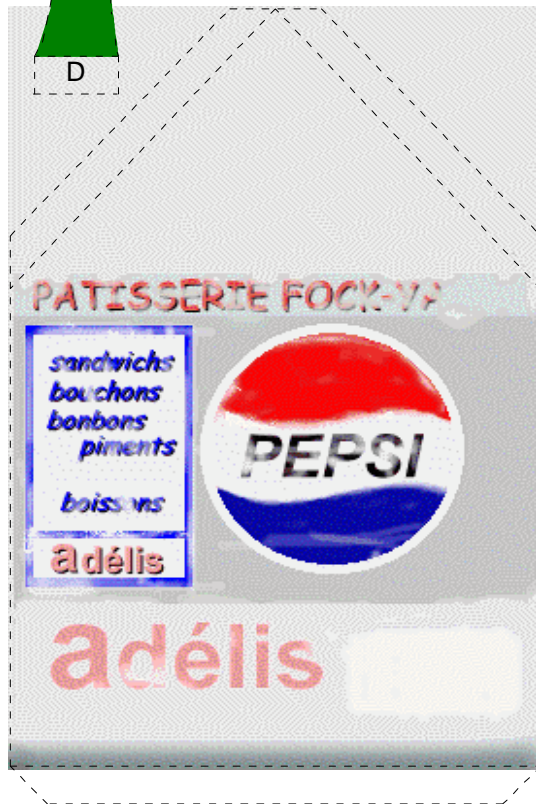 D
PATISSERIE FOCK-YA
sandwichs
bouchons
bonbons
piments
boissons
adélis
PEPSI
adélis